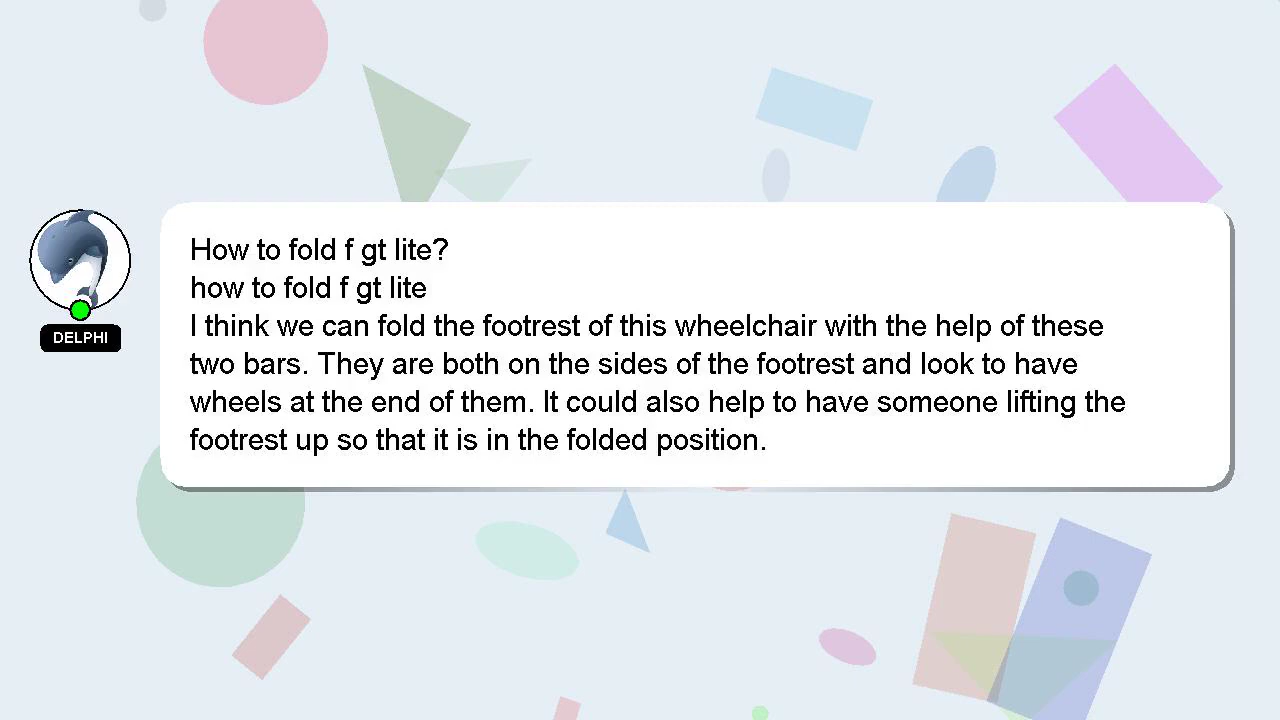 How to fold f gt lite?
how to fold f gt lite
I think we can fold the footrest of this wheelchair with the help of these
two bars. They are both on the sides of the footrest and look to have
wheels at the end of them. It could also help to have someone lifting the
footrest up so that it is in the folded position.
DELPHI